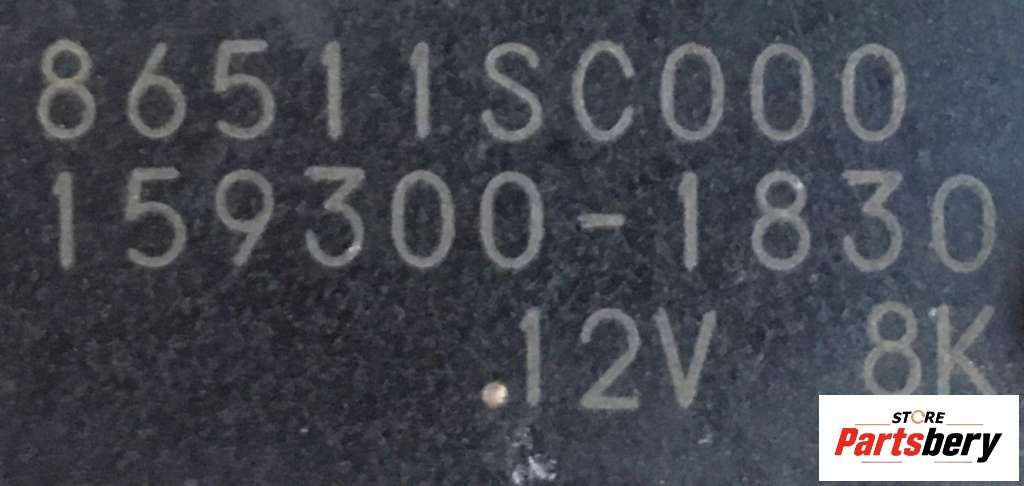 86511SC000
159300-1830
12V 8K
STORE
Partsbery